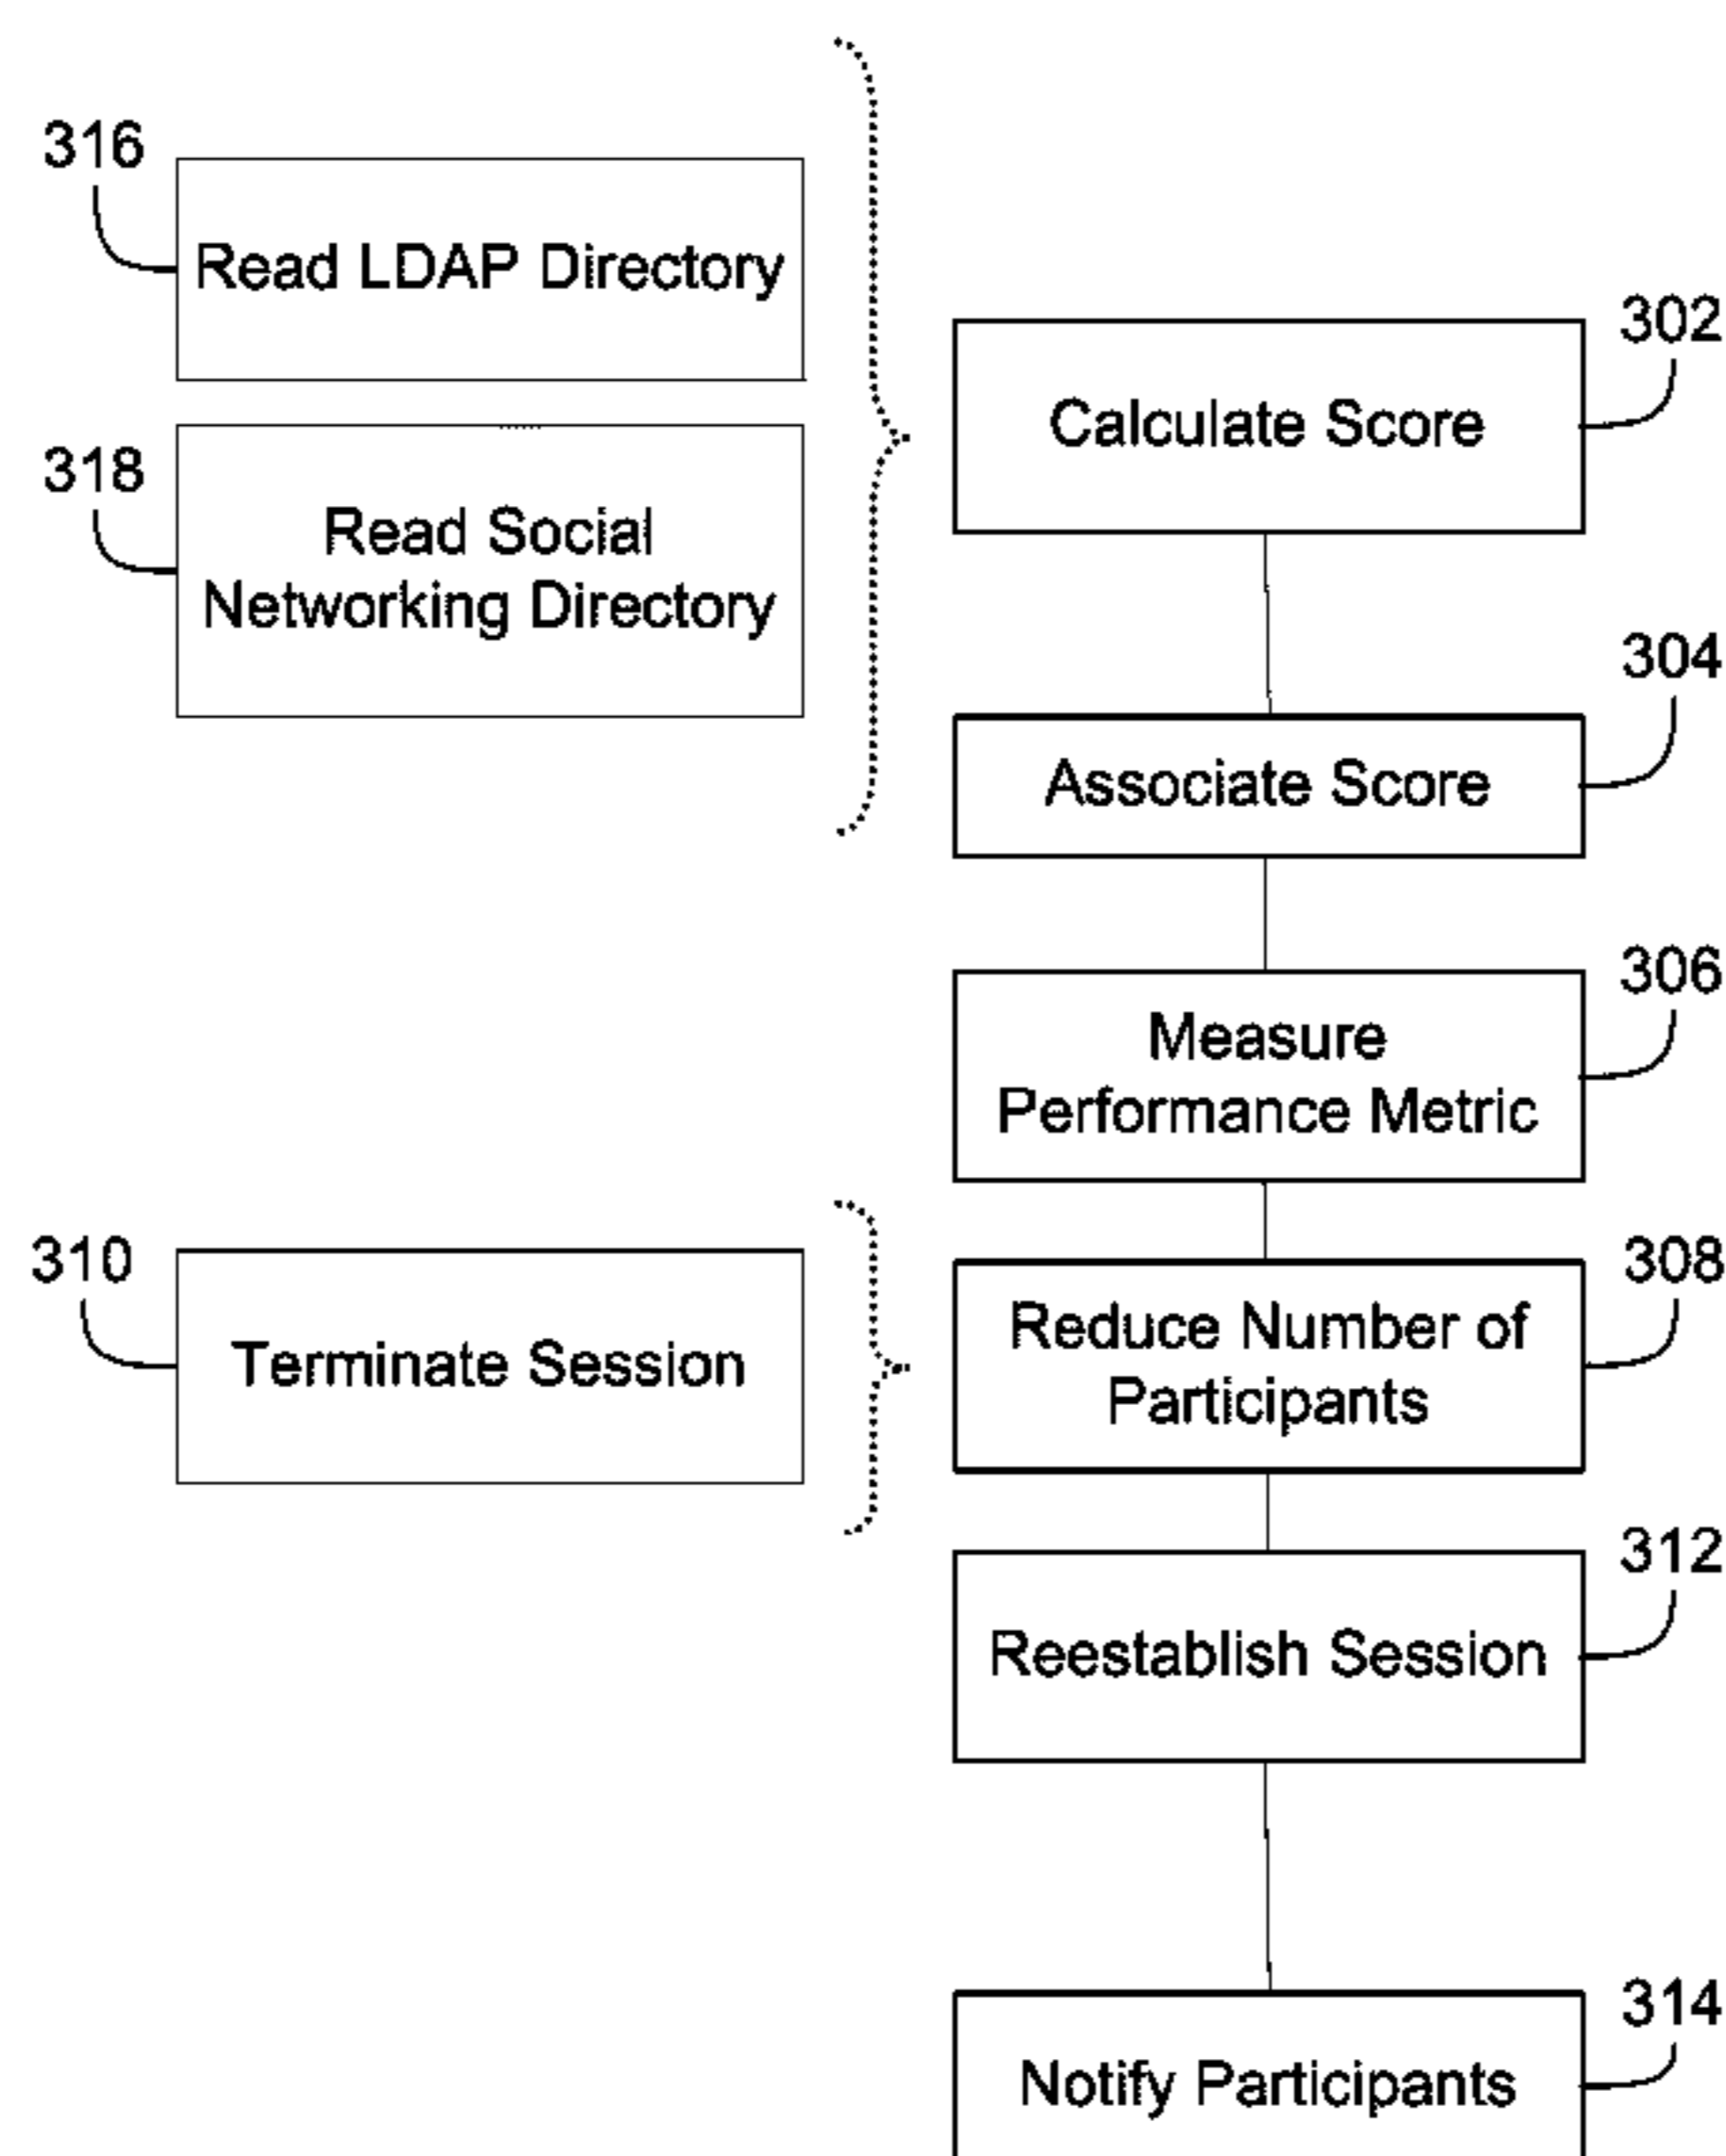 316
Read LDAP Directory
318
Read Social
Networking Directory
302
Calculate Score
304
Associate Score
306
Measure
Performance Metric
310
Terminate Session
308
Reduce Number of
Participants
312
Reestablish Session
314
Notify Participants